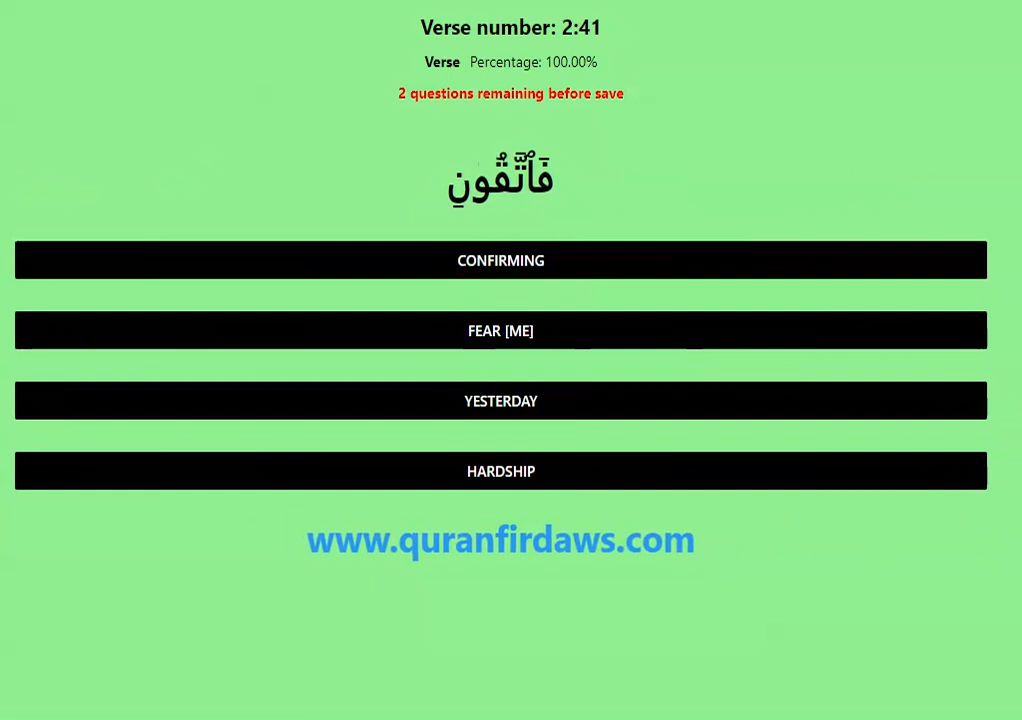 Verse number: 2:41
Verse Percentage: 100.00%
2 questions remaining before save
فَٱتَّقُونِ
CONFIRMING
FEAR [ME]
YESTERDAY
HARDSHIP
www.quranfirdaws.com